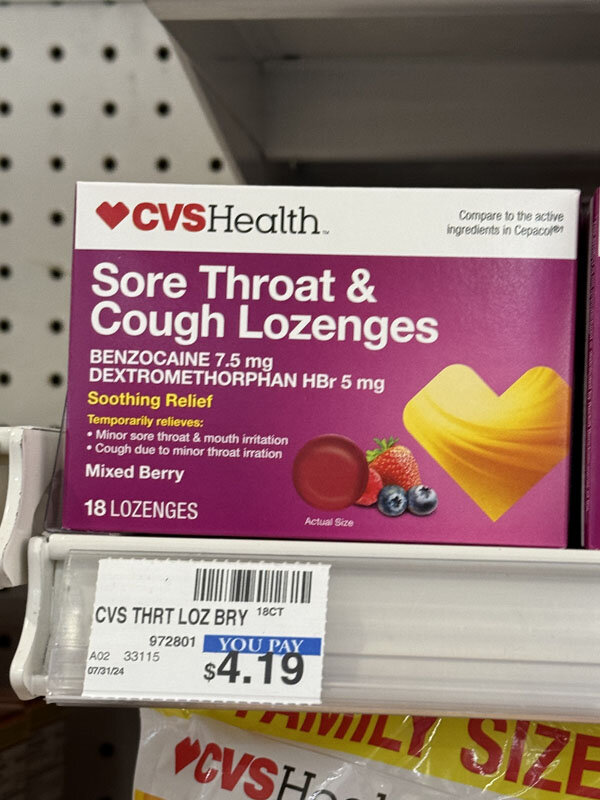 CVSHealth™
Compare to the active
ingredients in Cepacol®†
Sore Throat &
Cough Lozenges
BENZOCAINE 7.5 mg
DEXTROMETHORPHAN HBr 5 mg
Soothing Relief
Temporarily relieves:
• Minor sore throat & mouth irritation
• Cough due to minor throat irration
Mixed Berry
18 LOZENGES
Actual Size
CVS THRT LOZ BRY 18CT
972801 YOU PAY
A02 33115
07/31/24
$4.19
FAMILY SIZE
CVSHeal